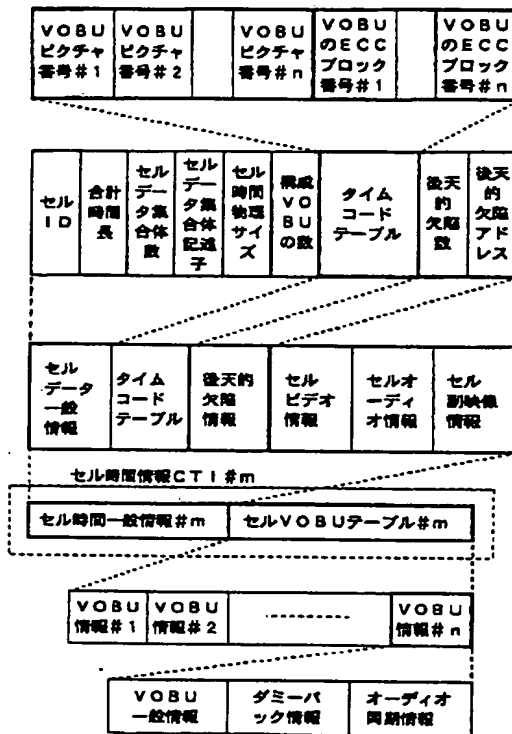 VOBU
ピクチャ
番号#1
VOBU
ピクチャ
番号#2
VOBU
ピクチャ
番号#n
VOBU
のECC
ブロック
番号#1
VOBU
のECC
ブロック
番号#n
セル
ID
合計
時間
長
セル
データ集
合体
数
セル
データ集
合体
記述
子
セル
時間
物理
サイズ
構成
VO
BU
の数
タイム
コード
テーブル
後天
的
欠陥
数
後天
的
欠陥
アド
レス
セル
データ
一般
情報
タイム
コード
テーブル
後天的
欠陥
情報
セル
ビデオ
情報
セルオ
ーディ
オ情報
セル
副映像
情報
セル時間情報CTI#m
セル時間一般情報#m
セルVOBUテーブル#m
VOBU
情報#1
VOBU
情報#2
VOBU
情報#n
VOBU
一般情報
ダミーパ
ック情報
オーディオ
同期情報